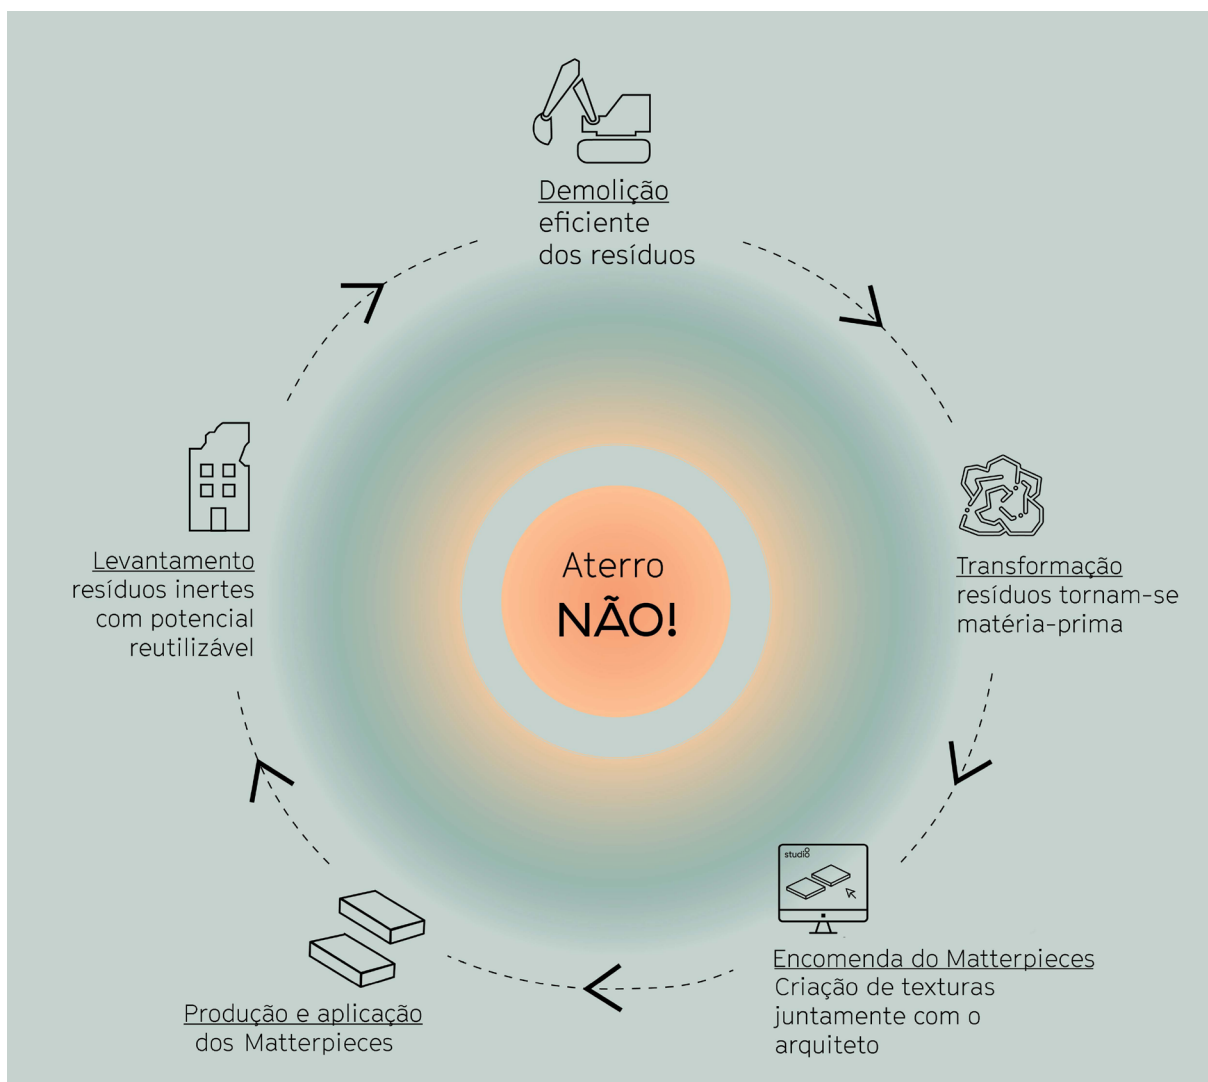 Demolição
eficiente
dos resíduos
Transformação
resíduos tornam-se
matéria-prima
studio
Encomenda do Matterpieces
Criação de texturas
juntamente com o
arquiteto
Produção e aplicação
dos Matterpieces
Levantamento
resíduos inertes
com potencial
reutilizável
Aterro
NÃO!